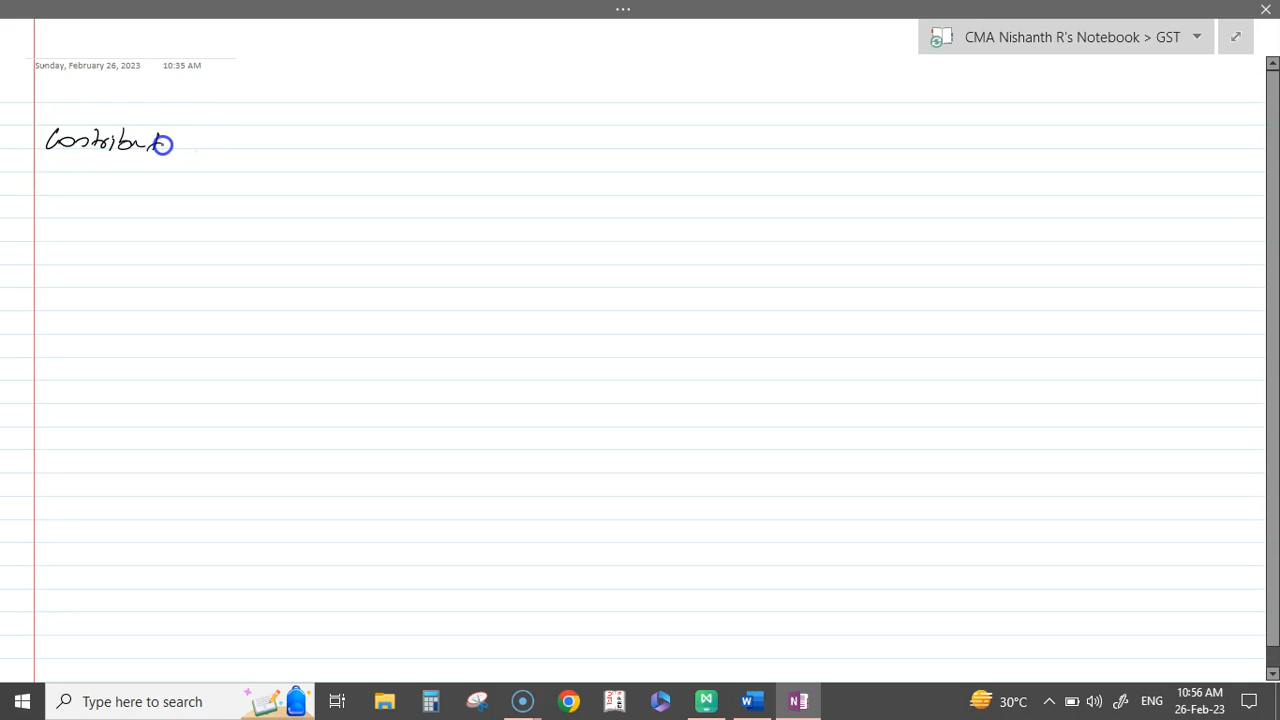 ...
CMA Nishanth R's Notebook > GST
Sunday, February 26, 2023 10:35 AM
Costribut
Type here to search
30°C
ENG
10:56 AM
26-Feb-23